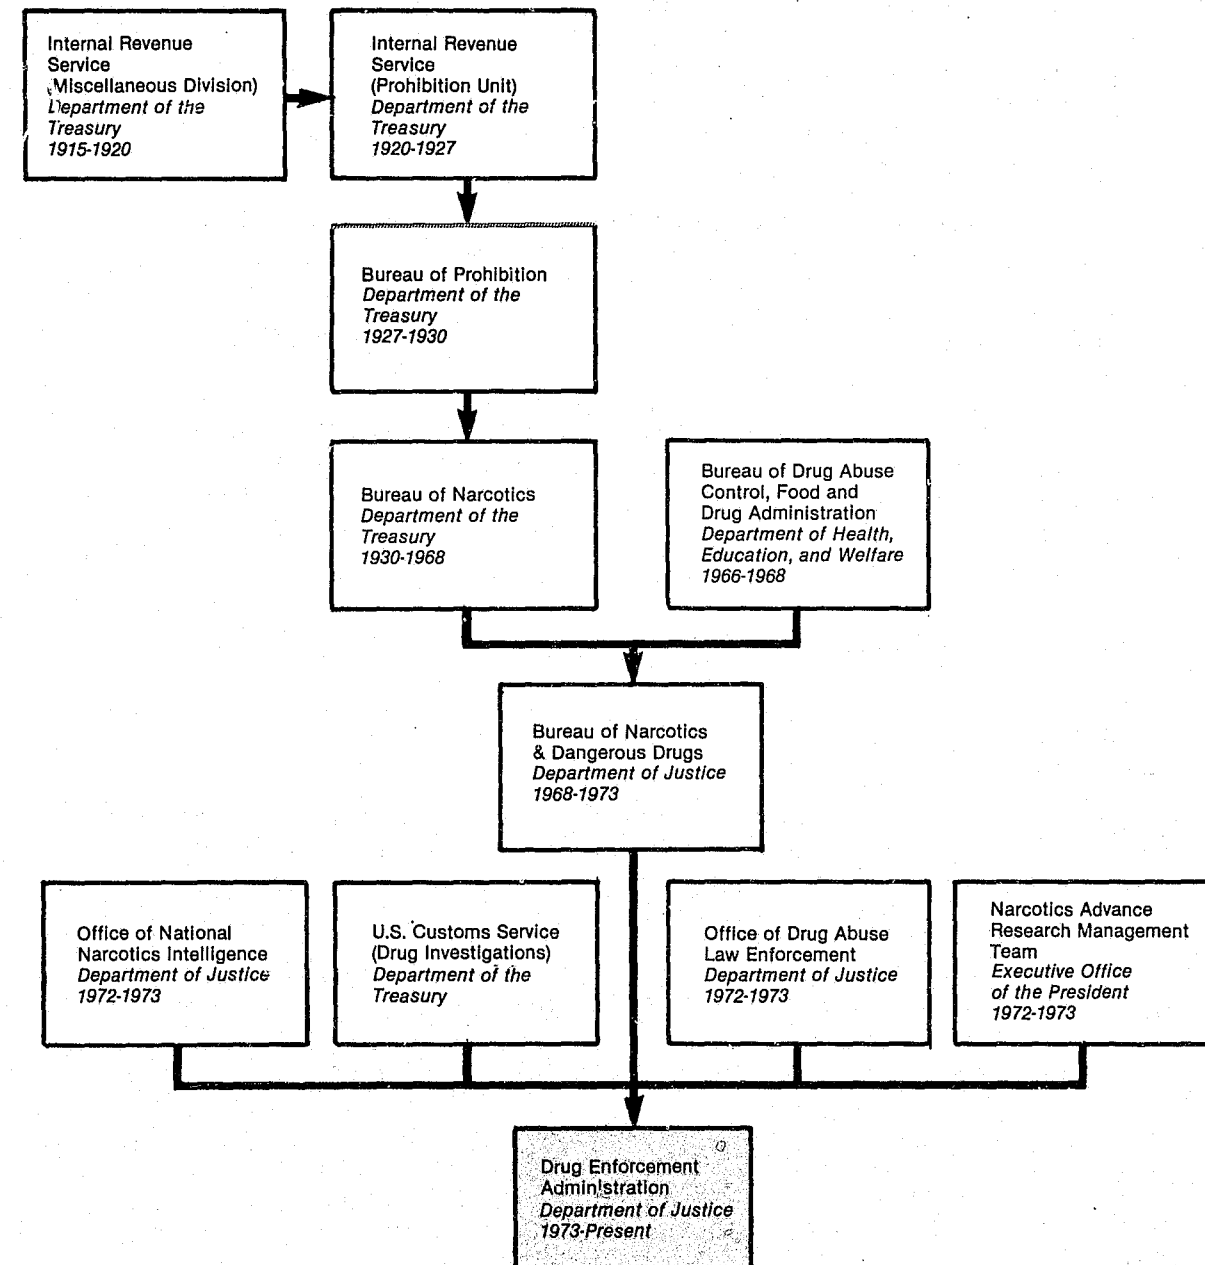 Internal Revenue
Service
(Miscellaneous Division)
Department of the
Treasury
1915-1920
Internal Revenue
Service
(Prohibition Unit)
Department of the
Treasury
1920-1927
Bureau of Prohibition
Department of the
Treasury
1927-1930
Bureau of Narcotics
Department of the
Treasury
1930-1968
Bureau of Drug Abuse
Control, Food and
Drug Administration
Department of Health,
Education, and Welfare
1966-1968
Bureau of Narcotics
& Dangerous Drugs
Department of Justice
1968-1973
Office of National
Narcotics Intelligence
Department of Justice
1972-1973
U.S. Customs Service
(Drug Investigations)
Department of the
Treasury
Office of Drug Abuse
Law Enforcement
Department of Justice
1972-1973
Narcotics Advance
Research Management
Team
Executive Office
of the President
1972-1973
Drug Enforcement
Administration
Department of Justice
1973-Present